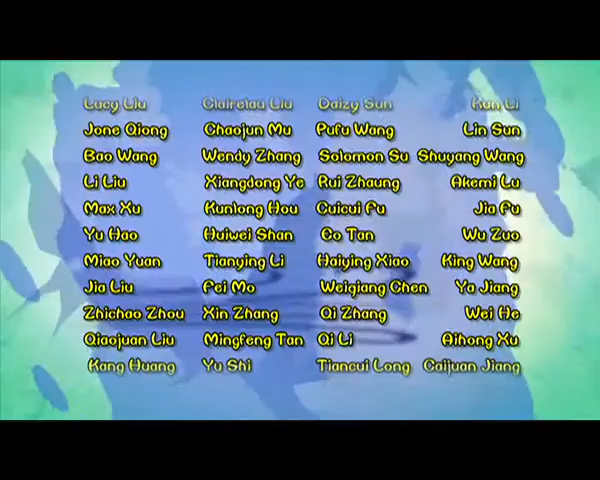 Lucy Liu Clairelau Liu Daizy Sun Kun Li
Jone Qiong Chaojun Mu Pufu Wang Lin Sun
Bao Wang Wendy Zhang Solomon Su Shuyang Wang
Li Liu Xiangdong Ye Rui Zhaung Akemi Lu
Max Xu Kunlong Hou Cuicui Fu Jia Fu
Yu Hao Huiwei Shan Bo Tan Wu Zuo
Miao Yuan Tianying Li Haiying Xiao King Wang
Jia Liu Fei Mo Weiqiang Chen Ya Jiang
Zhichao Zhou Xin Zhang Qi Zhang Wei He
Qiaojuan Liu Mingfeng Tan Qi Li Aihong Xu
Kang Huang Yu Shi Tiancui Long Caijuan Jiang